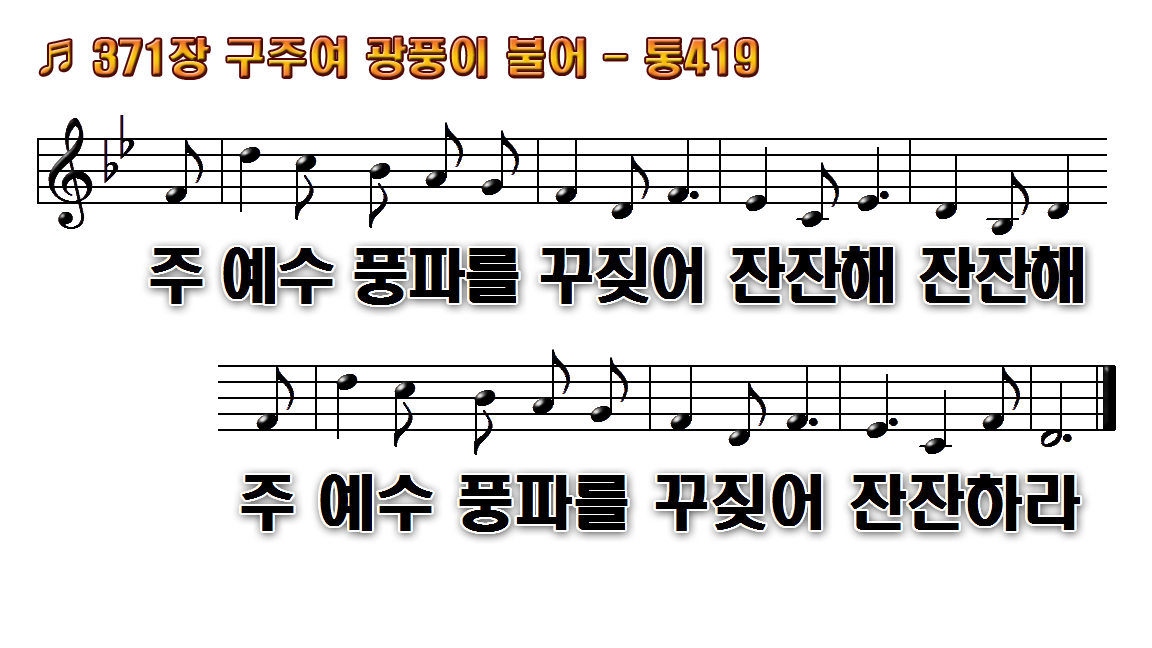 ♬ 371장 구주여 광풍이 불어 - 통419
주 예수 풍파를 꾸짖어 잔잔해 잔잔해
주 예수 풍파를 꾸짖어 잔잔하라